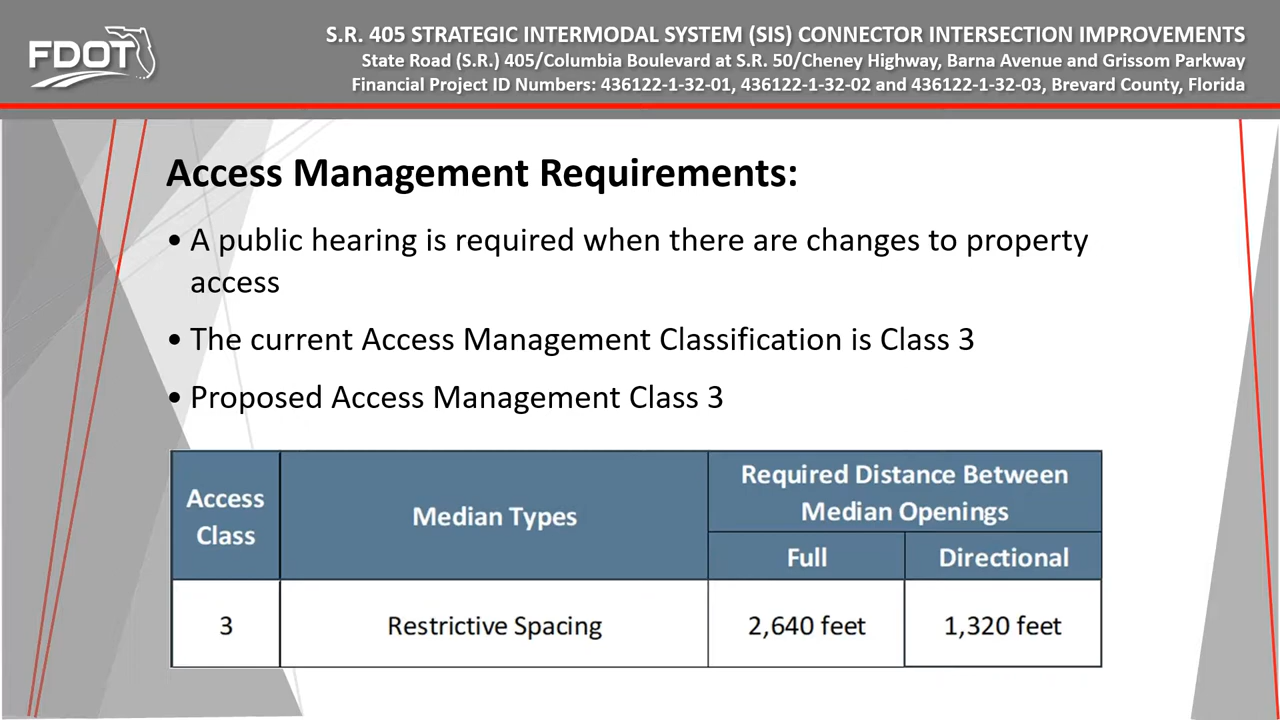 FDOT
S.R. 405 STRATEGIC INTERMODAL SYSTEM (SIS) CONNECTOR INTERSECTION IMPROVEMENTS
State Road (S.R.) 405/Columbia Boulevard at S.R. 50/Cheney Highway, Barna Avenue and Grissom Parkway
Financial Project ID Numbers: 436122-1-32-01, 436122-1-32-02 and 436122-1-32-03, Brevard County, Florida
Access Management Requirements:
• A public hearing is required when there are changes to property
access
• The current Access Management Classification is Class 3
• Proposed Access Management Class 3
Access
Class
Median Types
Required Distance Between
Median Openings
Full
Directional
3
Restrictive Spacing
2,640 feet
1,320 feet